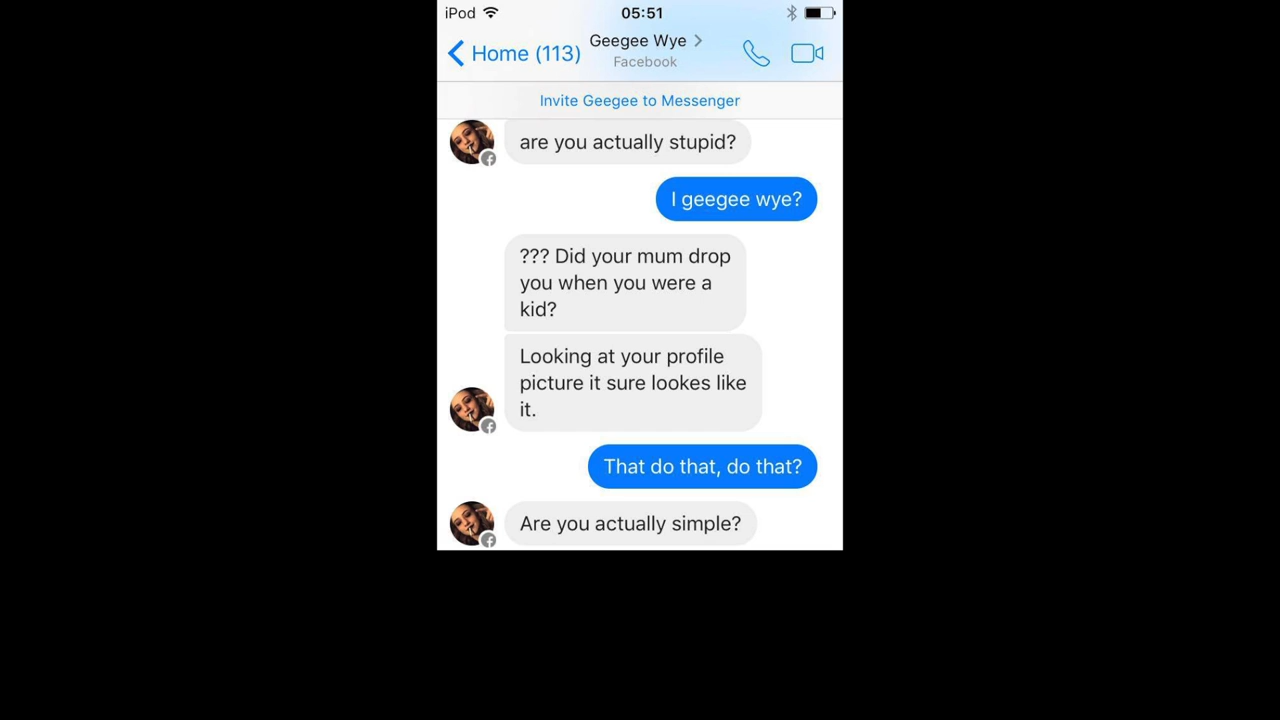 iPod 05:51
Home (113)
Geegee Wye
Facebook
Invite Geegee to Messenger
are you actually stupid?
I geegee wye?
??? Did your mum drop
you when you were a
kid?
Looking at your profile
picture it sure lookes like
it.
That do that, do that?
Are you actually simple?